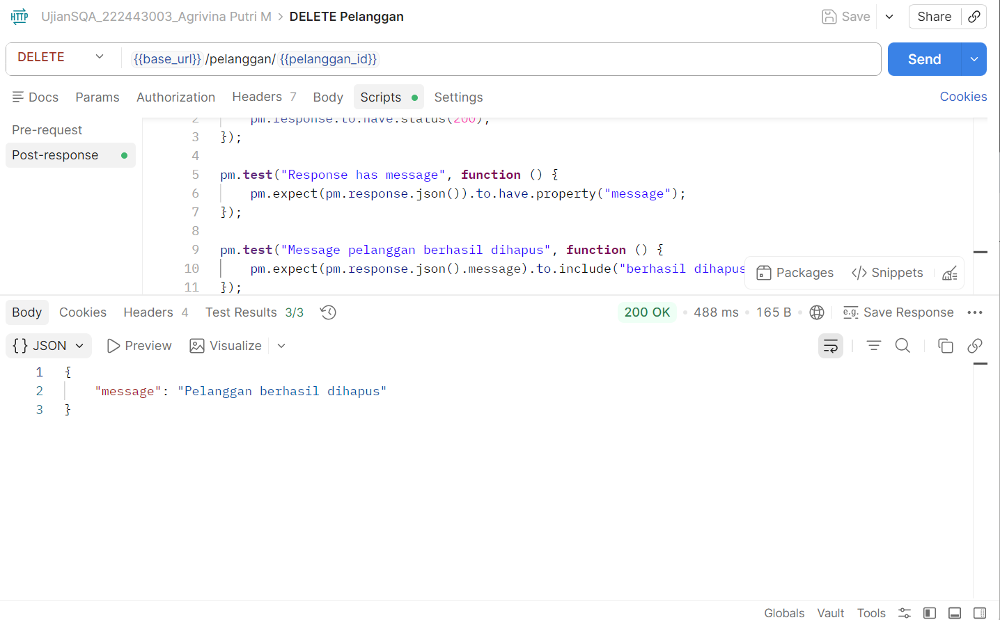 HTTP UjianSQA_222443003_Agrivina Putri M > DELETE Pelanggan Save Share
DELETE {{base_url}}/pelanggan/{{pelanggan_id}} Send
Docs Params Authorization Headers 7 Body Scripts Settings Cookies
Pre-request
Post-response
2 pm.response.to.have.status(200);
3 });
4
5 pm.test("Response has message", function () {
6 pm.expect(pm.response.json()).to.have.property("message");
7 });
8
9 pm.test("Message pelanggan berhasil dihapus", function () {
10 pm.expect(pm.response.json().message).to.include("berhasil dihapus
11 });
Packages </> Snippets
Body Cookies Headers 4 Test Results 3/3 200 OK • 488 ms • 165 B e.g. Save Response
{} JSON Preview Visualize
1 {
2 "message": "Pelanggan berhasil dihapus"
3 }
Globals Vault Tools